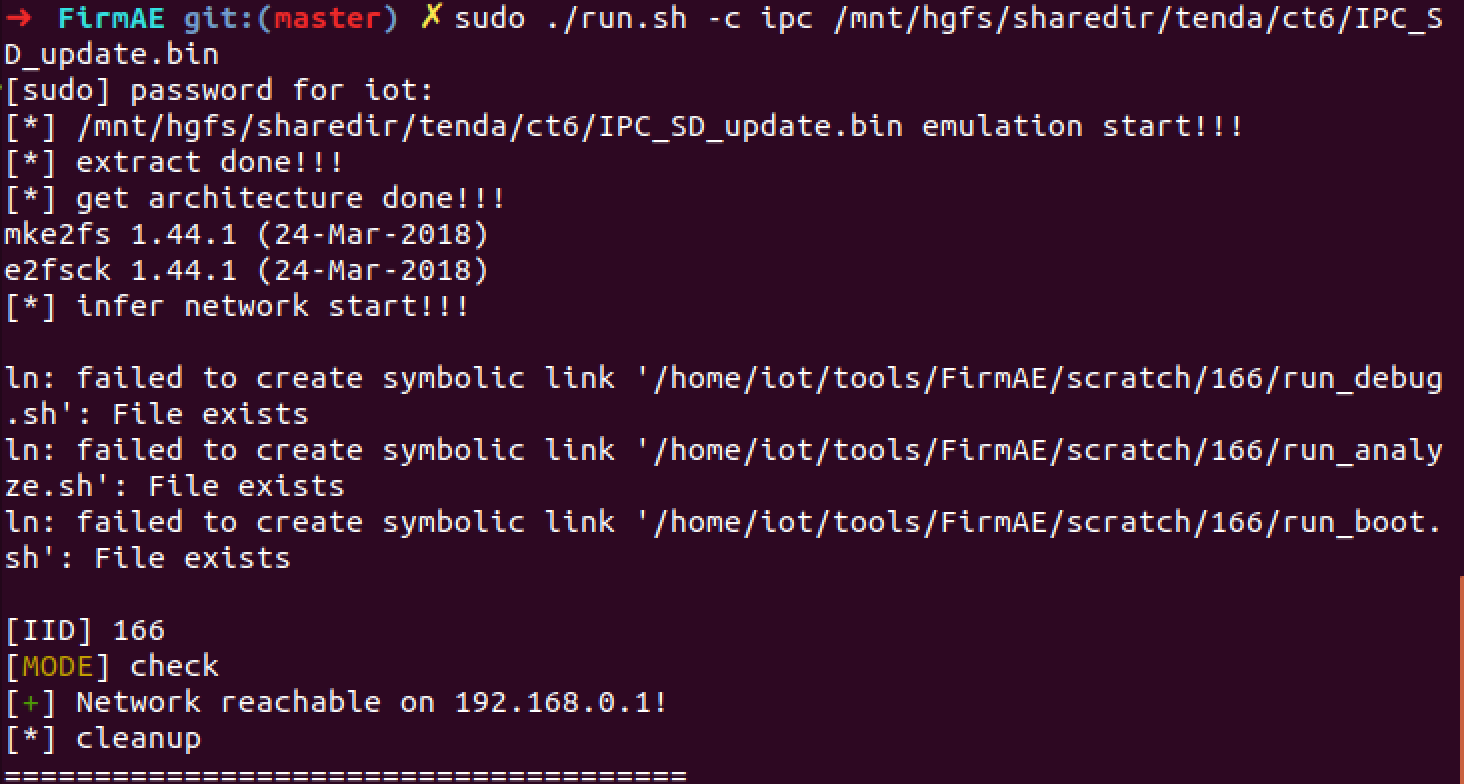 ➜ FirmAE git:(master) ✗ sudo ./run.sh -c ipc /mnt/hgfs/sharedir/tenda/ct6/IPC_S
D_update.bin
[sudo] password for iot:
[*] /mnt/hgfs/sharedir/tenda/ct6/IPC_SD_update.bin emulation start!!!
[*] extract done!!!
[*] get architecture done!!!
mke2fs 1.44.1 (24-Mar-2018)
e2fsck 1.44.1 (24-Mar-2018)
[*] infer network start!!!
ln: failed to create symbolic link '/home/iot/tools/FirmAE/scratch/166/run_debug
.sh': File exists
ln: failed to create symbolic link '/home/iot/tools/FirmAE/scratch/166/run_analy
ze.sh': File exists
ln: failed to create symbolic link '/home/iot/tools/FirmAE/scratch/166/run_boot.
sh': File exists
[IID] 166
[MODE] check
[+] Network reachable on 192.168.0.1!
[*] cleanup
======================================